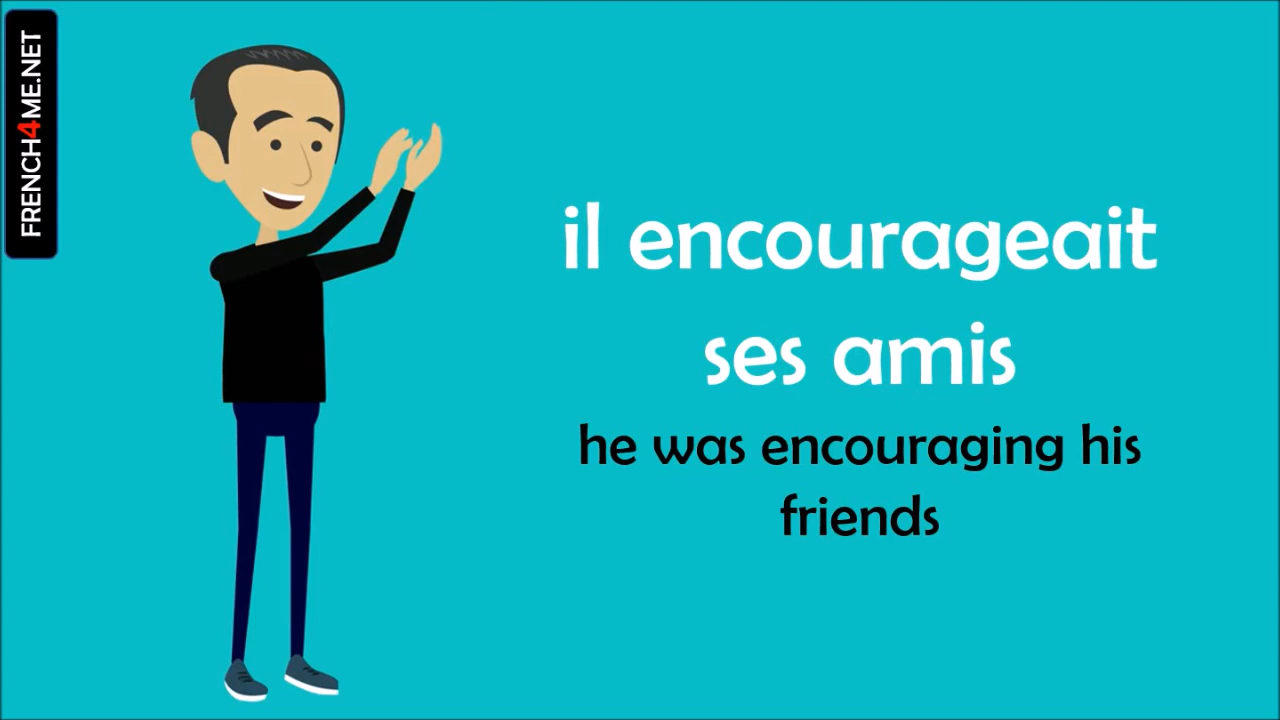 FRENCH4ME.NET
il encourageait
ses amis
he was encouraging his
friends